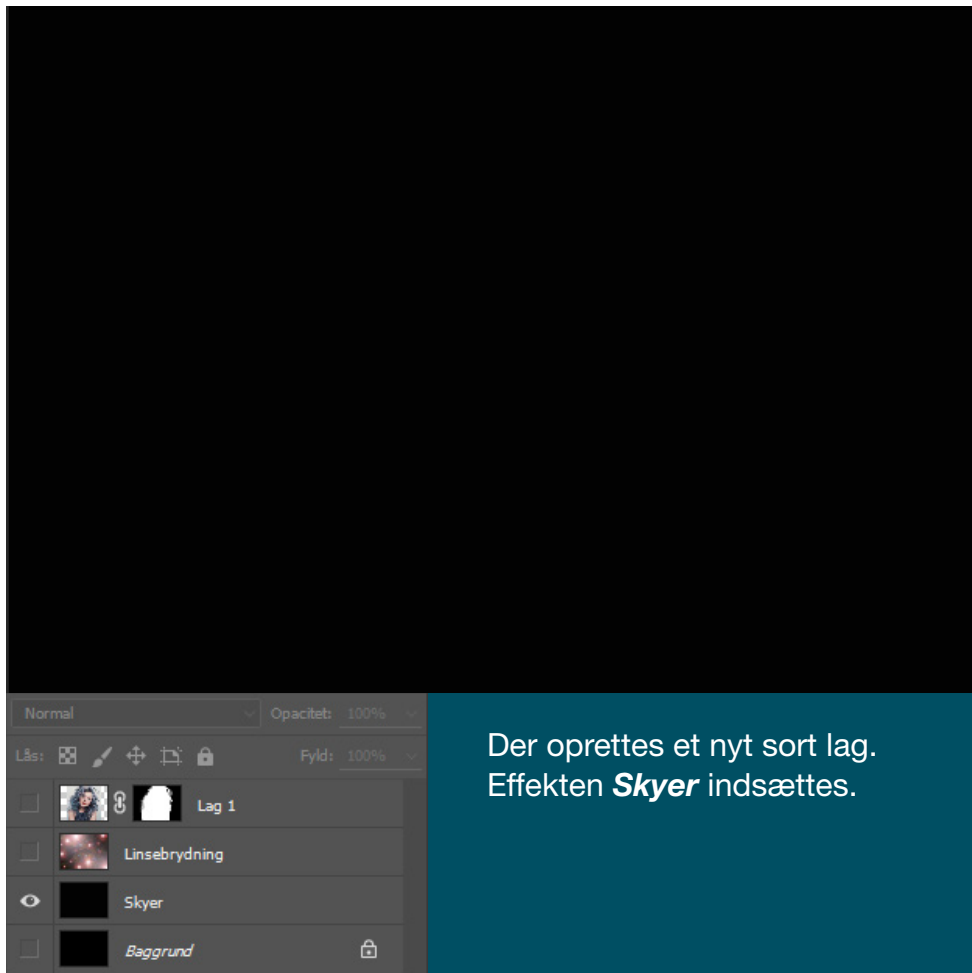 Normal Opacitet: 100%
Lås: Fyld: 100%
Lag 1
Linsebrydning
Skyer
Baggrund
Der oprettes et nyt sort lag.
Effekten Skyer indsættes.